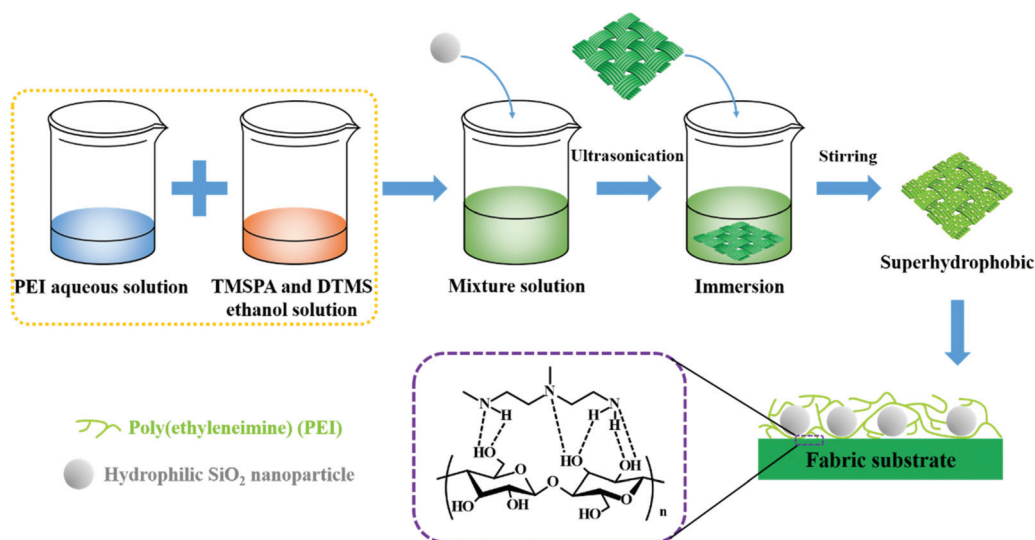 Ultrasonication
Stirring
PEI aqueous solution
TMSPA and DTMS
ethanol solution
Mixture solution
Immersion
Superhydrophobic
Poly(ethyleneimine) (PEI)
Hydrophilic SiO₂ nanoparticle
N
H
N
N
H
H
HO
HO
OH
O
O
HO
OH
O
HO
O
n
Fabric substrate